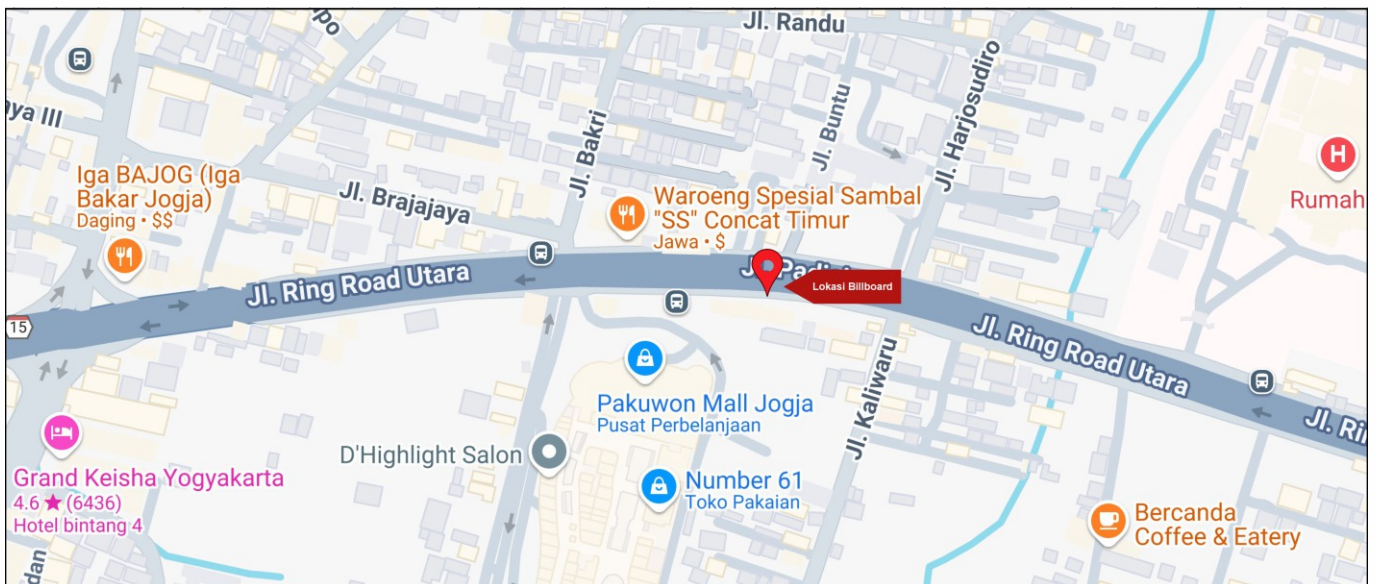 Jl. Randu
Jl. Bakri
Jl. Buntu
Jl. Harjosudiro
aya III
Iga BAJOG (Iga
Bakar Jogja)
Daging • $$
Jl. Brajajaya
Waroeng Spesial Sambal
"SS" Concat Timur
Jawa • $
H
Rumah
Jl. Ring Road Utara
Lokasi Billboard
15
Jl. Ring Road Utara
Pakuwon Mall Jogja
Pusat Perbelanjaan
Jl. Kaliwaru
D'Highlight Salon
Grand Keisha Yogyakarta
4.6 ★ (6436)
Hotel bintang 4
Number 61
Toko Pakaian
Bercanda
Coffee & Eatery
Jl. Ri
dan